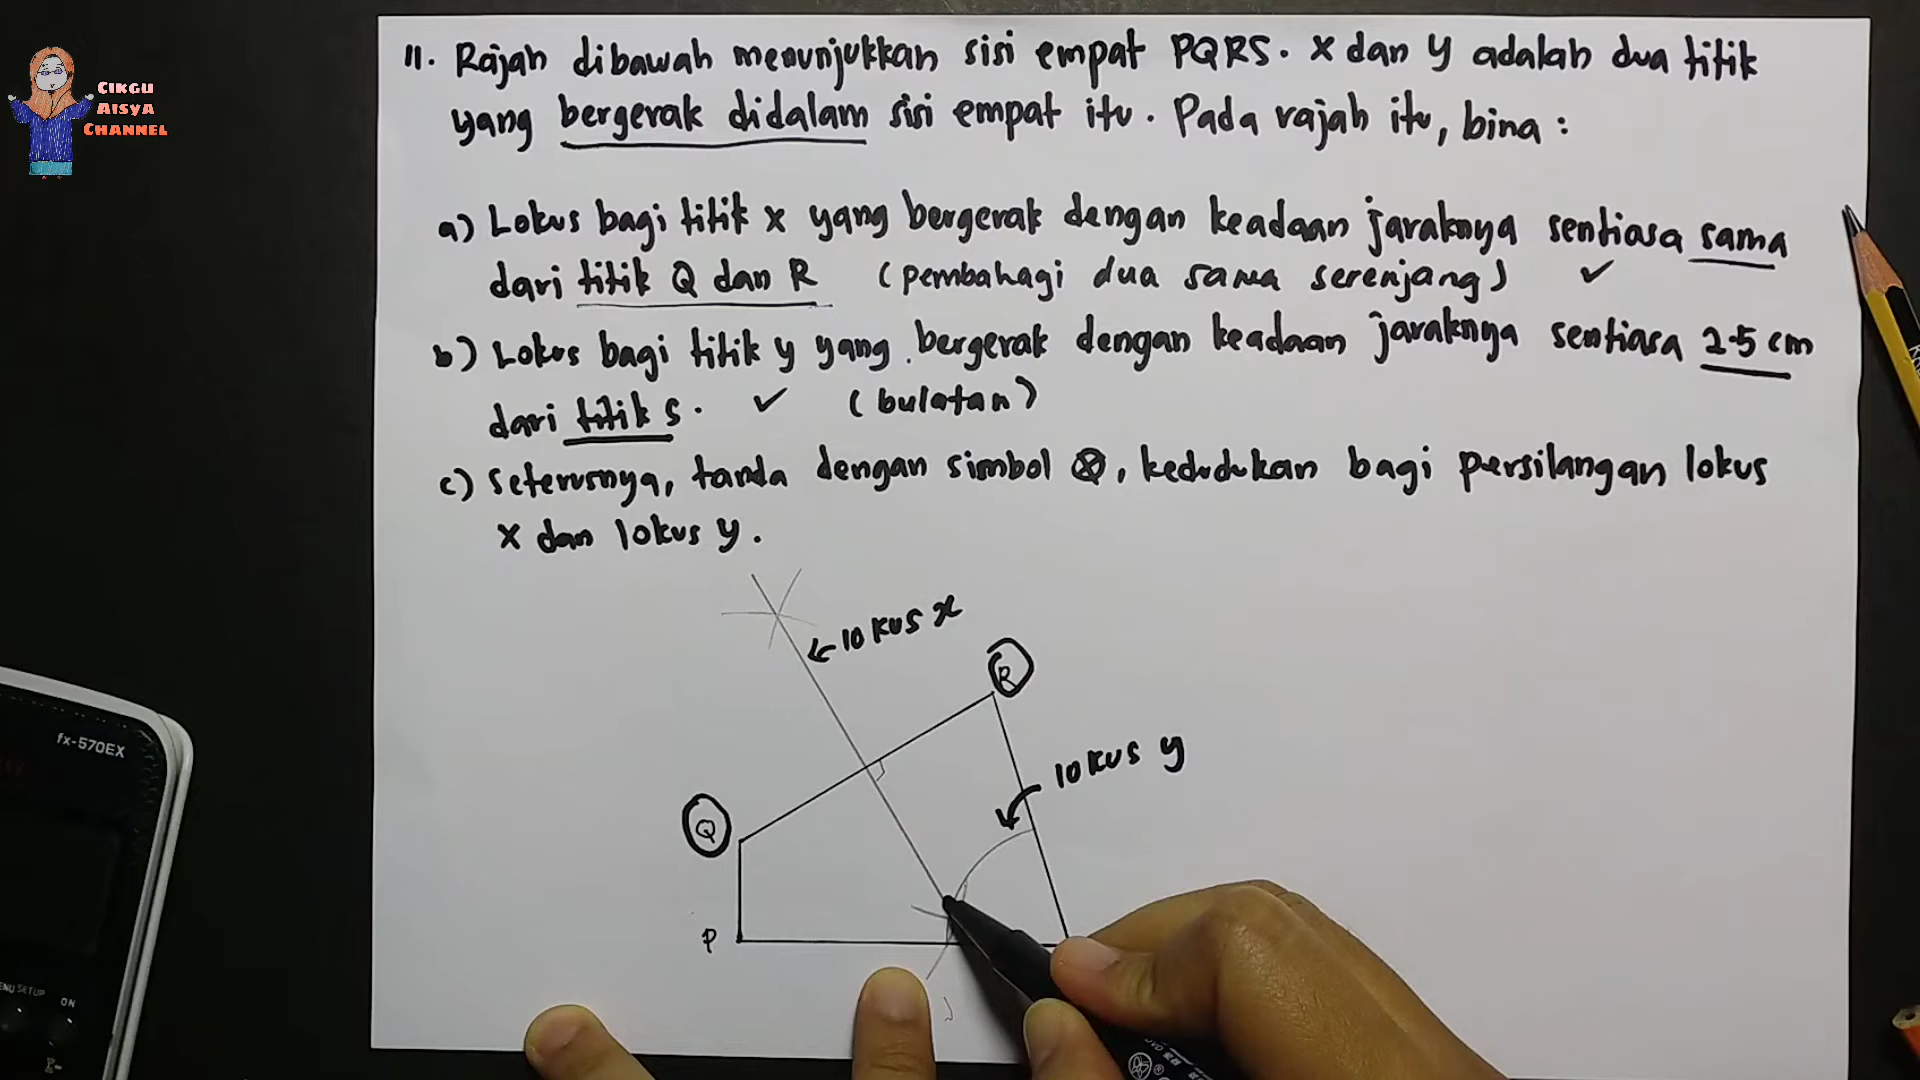 CIKGU
AISYA
CHANNEL
11. Rajah dibawah menunjukkan sisi empat PQRS. X dan Y adalah dua titik
yang bergerak didalam sisi empat itu. Pada rajah itu, bina :
a) Lokus bagi titik X yang bergerak dengan keadaan jaraknya sentiasa sama
dari titik Q dan R (pembahagi dua sama serenjang) ✓
b) Lokus bagi titik Y yang bergerak dengan keadaan jaraknya sentiasa 2.5 cm
dari titik S. ✓ (bulatan)
c) Seterusnya, tanda dengan simbol ⊗, kedudukan bagi persilangan lokus
X dan lokus Y.
lokus x
R
lokus y
Q
P
fx-570EX
SETUP
ON